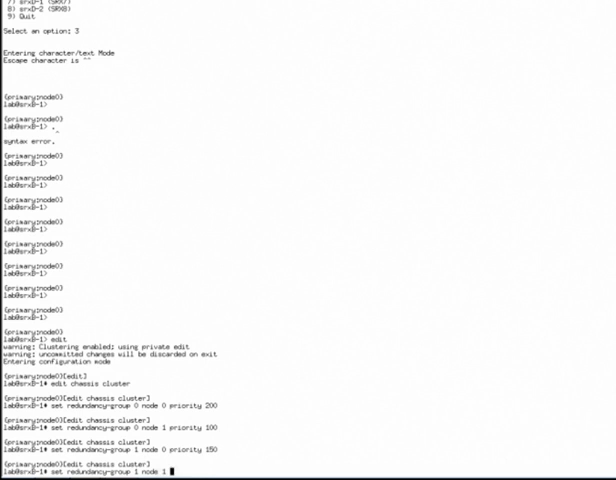 7) srxD-1 (SRX7)
8) srxD-2 (SRX8)
9) Quit
Select an option: 3
Entering character/text Mode
Escape character is '^'
{primary:node0}
lab@srxB-1>
{primary:node0}
lab@srxB-1> .
^
syntax error.
{primary:node0}
lab@srxB-1>
{primary:node0}
lab@srxB-1>
{primary:node0}
lab@srxB-1>
{primary:node0}
lab@srxB-1>
{primary:node0}
lab@srxB-1>
{primary:node0}
lab@srxB-1>
{primary:node0}
lab@srxB-1>
{primary:node0}
lab@srxB-1>
{primary:node0}
lab@srxB-1> edit
warning: Clustering enabled; using private edit
warning: uncommitted changes will be discarded on exit
Entering configuration mode
{primary:node0}[edit]
lab@srxB-1# edit chassis cluster
{primary:node0}[edit chassis cluster]
lab@srxB-1# set redundancy-group 0 node 0 priority 200
{primary:node0}[edit chassis cluster]
lab@srxB-1# set redundancy-group 0 node 1 priority 100
{primary:node0}[edit chassis cluster]
lab@srxB-1# set redundancy-group 1 node 0 priority 150
{primary:node0}[edit chassis cluster]
lab@srxB-1# set redundancy-group 1 node 1